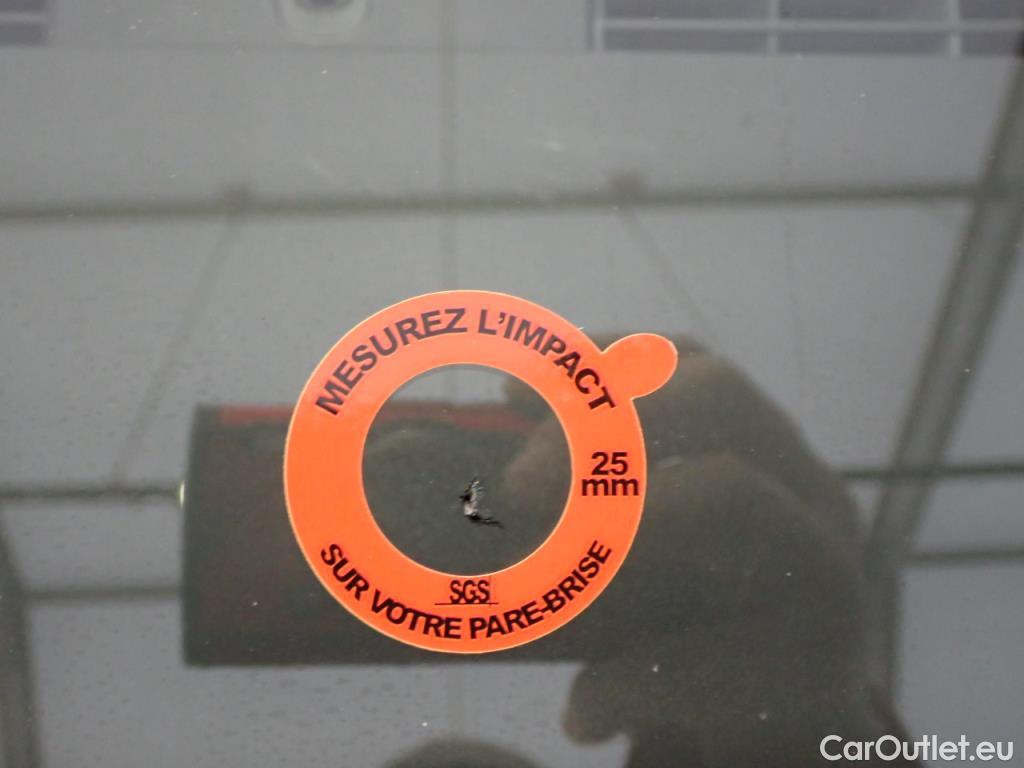 MESUREZ L'IMPACT
25
mm
SGS
SUR VOTRE PARE-BRISE
CarOutlet.eu